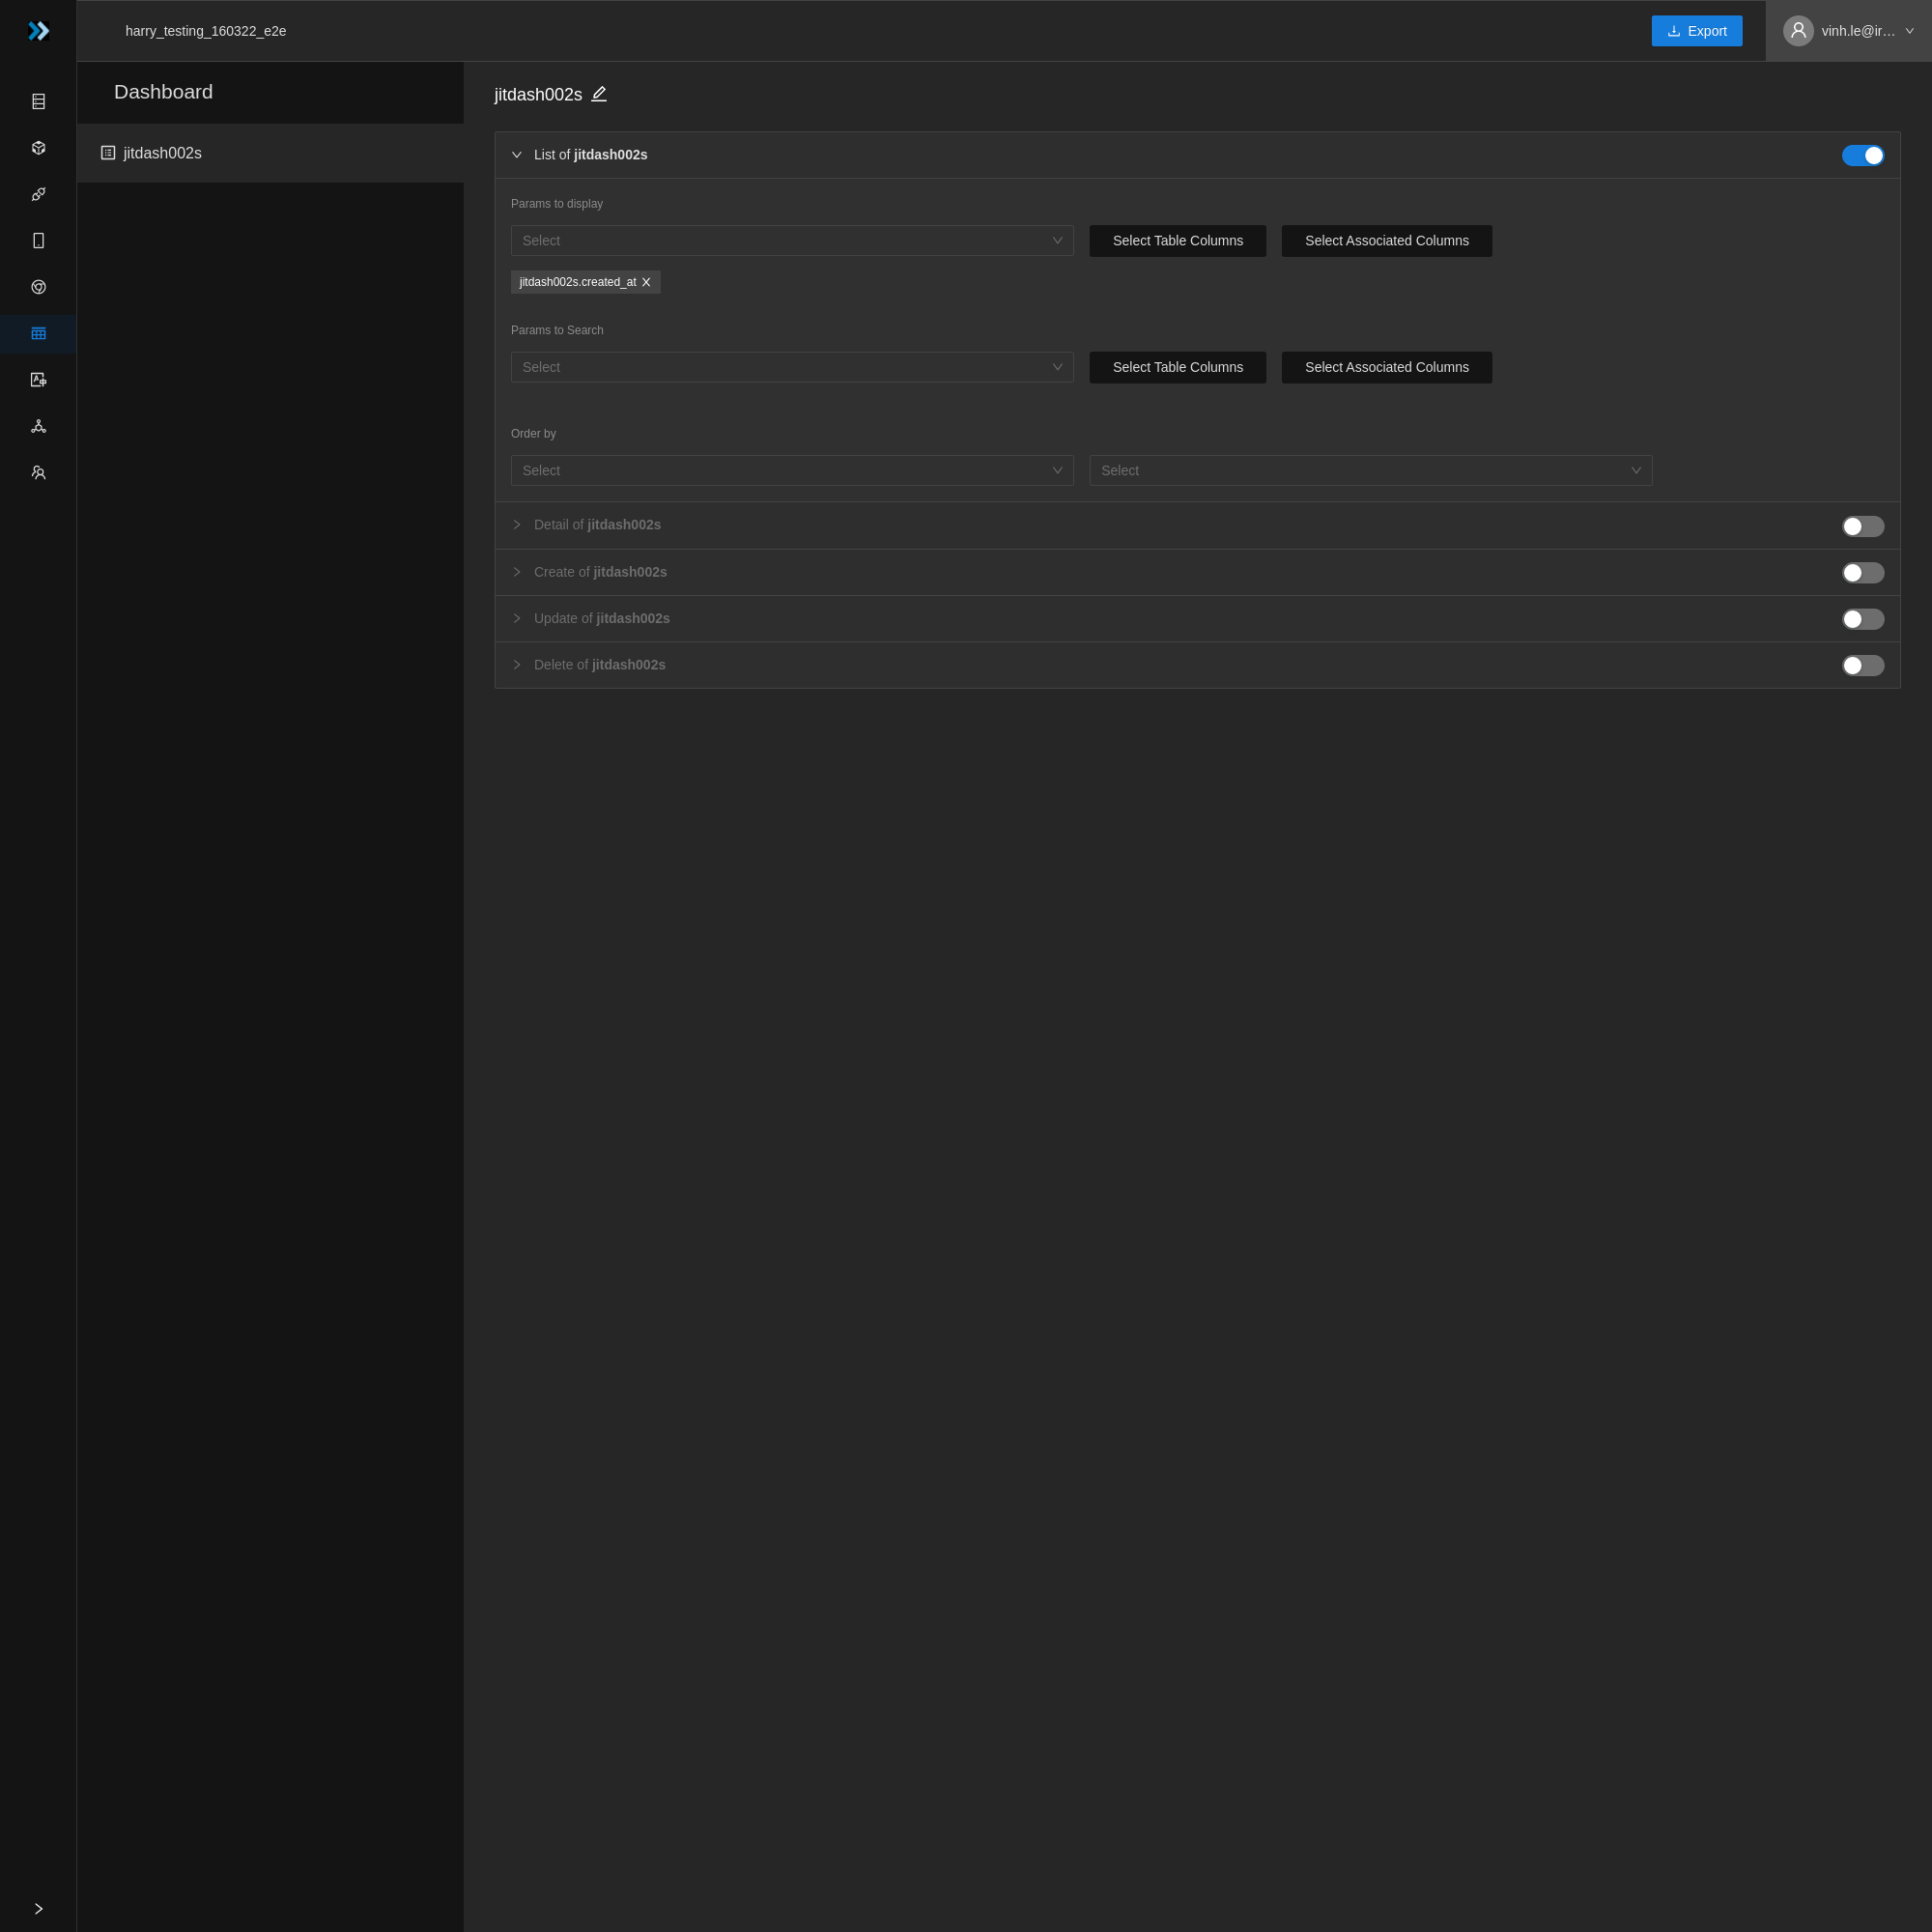 harry_testing_160322_e2e
Export
vinh.le@ir…
Dashboard
jitdash002s
jitdash002s
List of jitdash002s
Params to display
Select
Select Table Columns
Select Associated Columns
jitdash002s.created_at
Params to Search
Select
Select Table Columns
Select Associated Columns
Order by
Select
Select
Detail of jitdash002s
Create of jitdash002s
Update of jitdash002s
Delete of jitdash002s